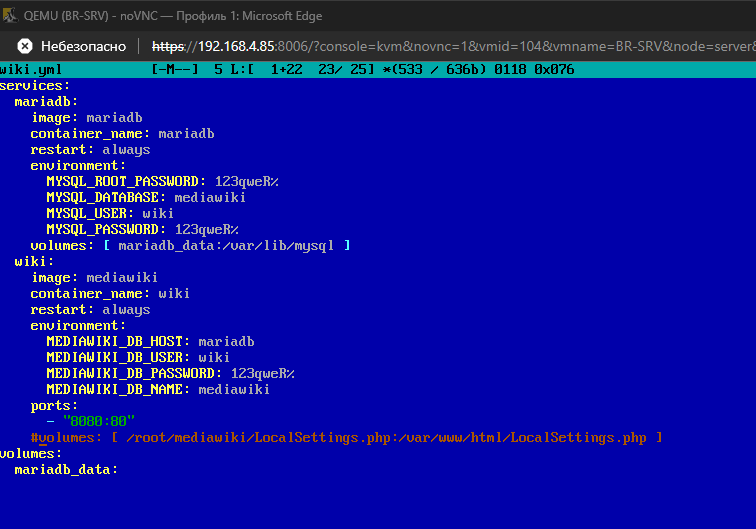 QEMU (BR-SRV) - noVNC — Профиль 1: Microsoft Edge
Небезопасно https://192.168.4.85:8006/?console=kvm&novnc=1&vmid=104&vmname=BR-SRV&node=server&
wiki.yml [-M--] 5 L:[ 1+22 23/ 25] *(533 / 636b) 0118 0x076
services:
  mariadb:
    image: mariadb
    container_name: mariadb
    restart: always
    environment:
      MYSQL_ROOT_PASSWORD: 123qweR%
      MYSQL_DATABASE: mediawiki
      MYSQL_USER: wiki
      MYSQL_PASSWORD: 123qweR%
    volumes: [ mariadb_data:/var/lib/mysql ]
  wiki:
    image: mediawiki
    container_name: wiki
    restart: always
    environment:
      MEDIAWIKI_DB_HOST: mariadb
      MEDIAWIKI_DB_USER: wiki
      MEDIAWIKI_DB_PASSWORD: 123qweR%
      MEDIAWIKI_DB_NAME: mediawiki
    ports:
      - "8080:80"
    #volumes: [ /root/mediawiki/LocalSettings.php:/var/www/html/LocalSettings.php ]
volumes:
  mariadb_data: